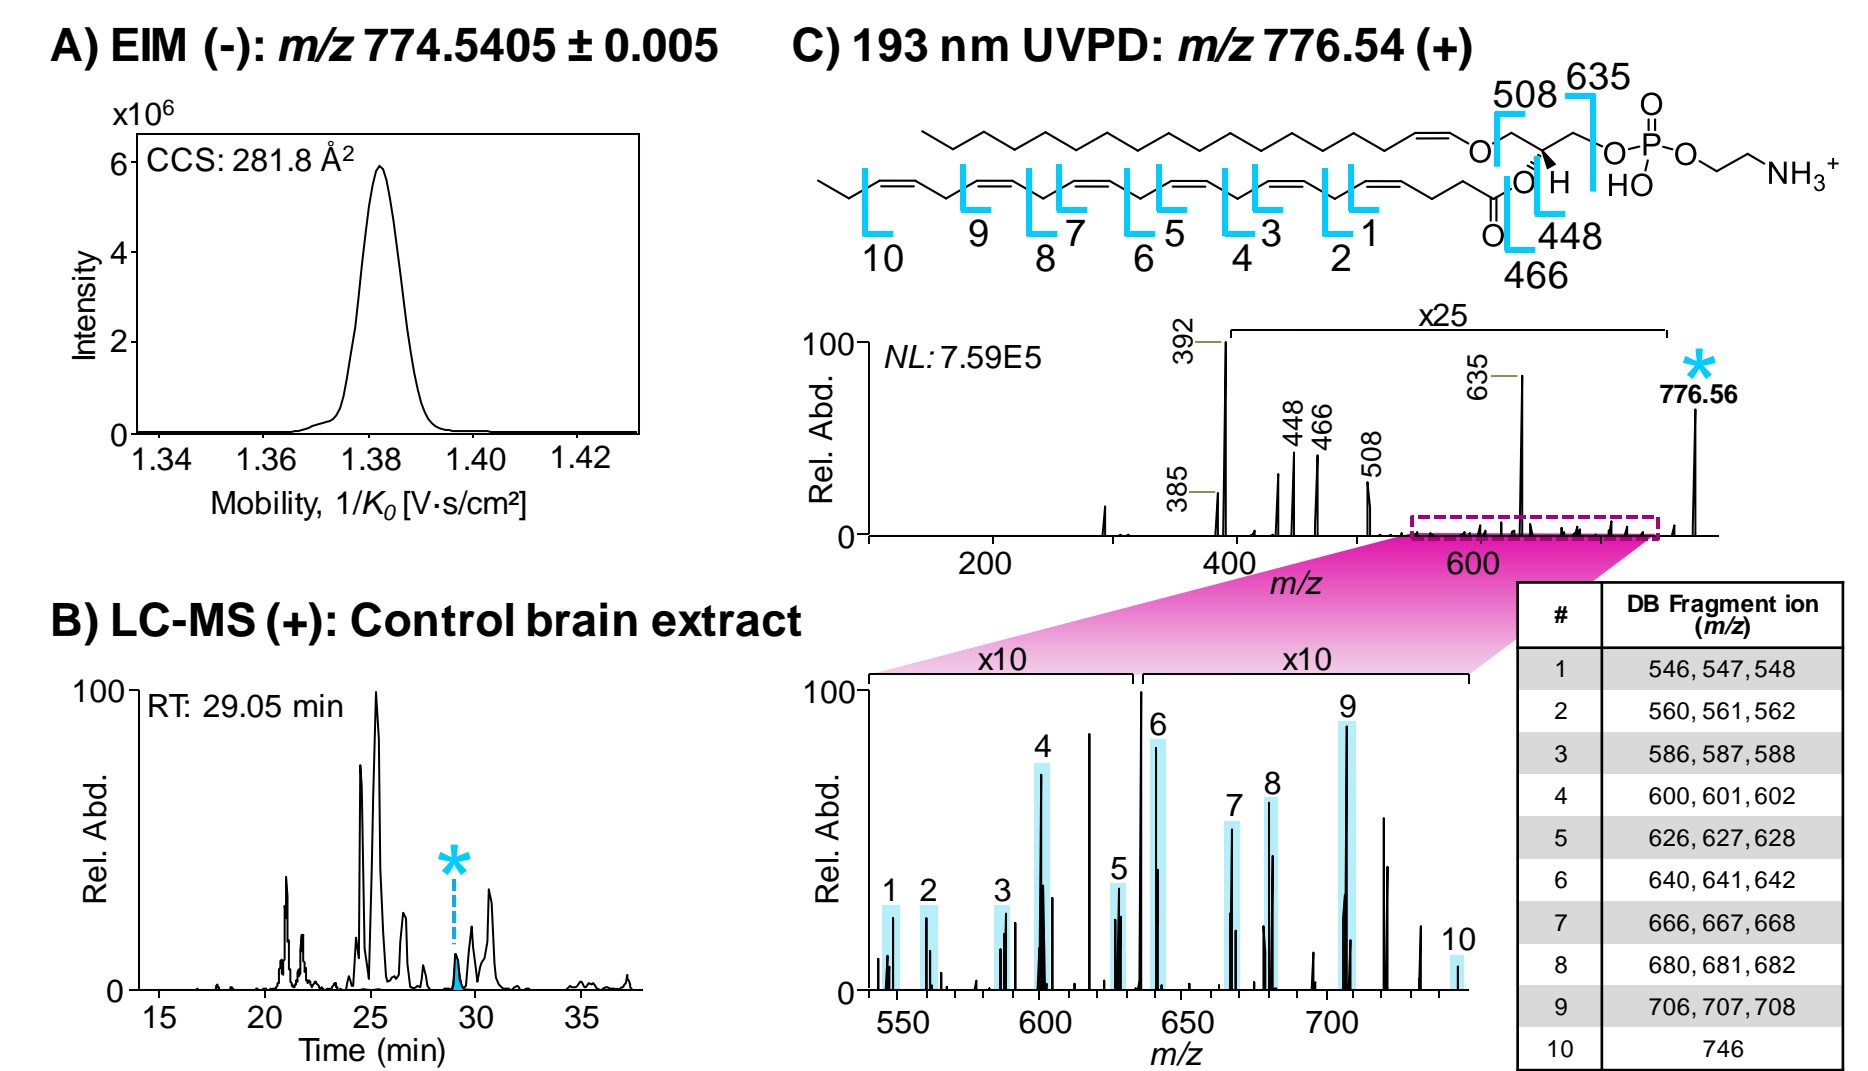 A) EIM (-): m/z 774.5405 ± 0.005
x10⁶
CCS: 281.8 Å²
6
4
2
0
Intensity
1.34 1.36 1.38 1.40 1.42
Mobility, 1/K₀ [V·s/cm²]
B) LC-MS (+): Control brain extract
100
RT: 29.05 min
*
Rel. Abd.
0
15 20 25 30 35
Time (min)
C) 193 nm UVPD: m/z 776.54 (+)
508 635
O
O O P O
HO NH₃⁺
O H
O
9 7 5 3 1
10 8 6 4 2
448
466
x25
100
NL: 7.59E5
392
385
448
466
508
635
*
776.56
Rel. Abd.
0
200 400 600
m/z
x10 x10
100
1 2 3 4 5 6 7 8 9 10
Rel. Abd.
0
550 600 650 700
m/z
# DB Fragment ion
(m/z)
1 546, 547, 548
2 560, 561, 562
3 586, 587, 588
4 600, 601, 602
5 626, 627, 628
6 640, 641, 642
7 666, 667, 668
8 680, 681, 682
9 706, 707, 708
10 746